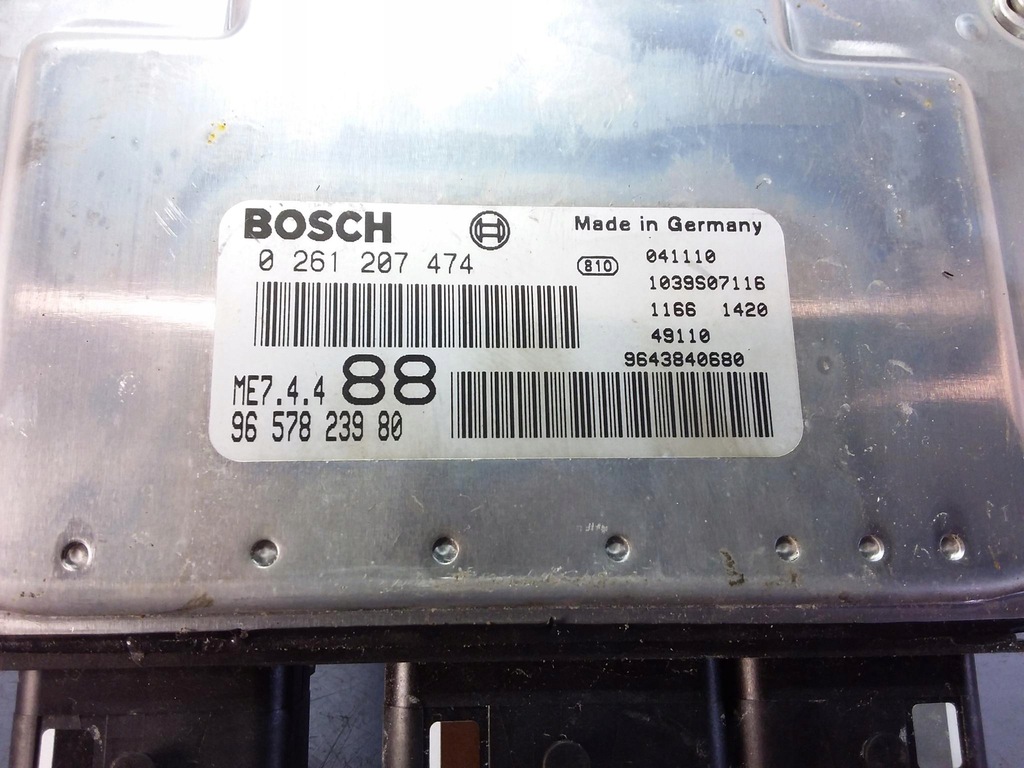 BOSCH
Made in Germany
0 261 207 474
810
041110
1039S07116
1166 1420
49110
9643840680
ME7.4.4 88
96 578 239 80